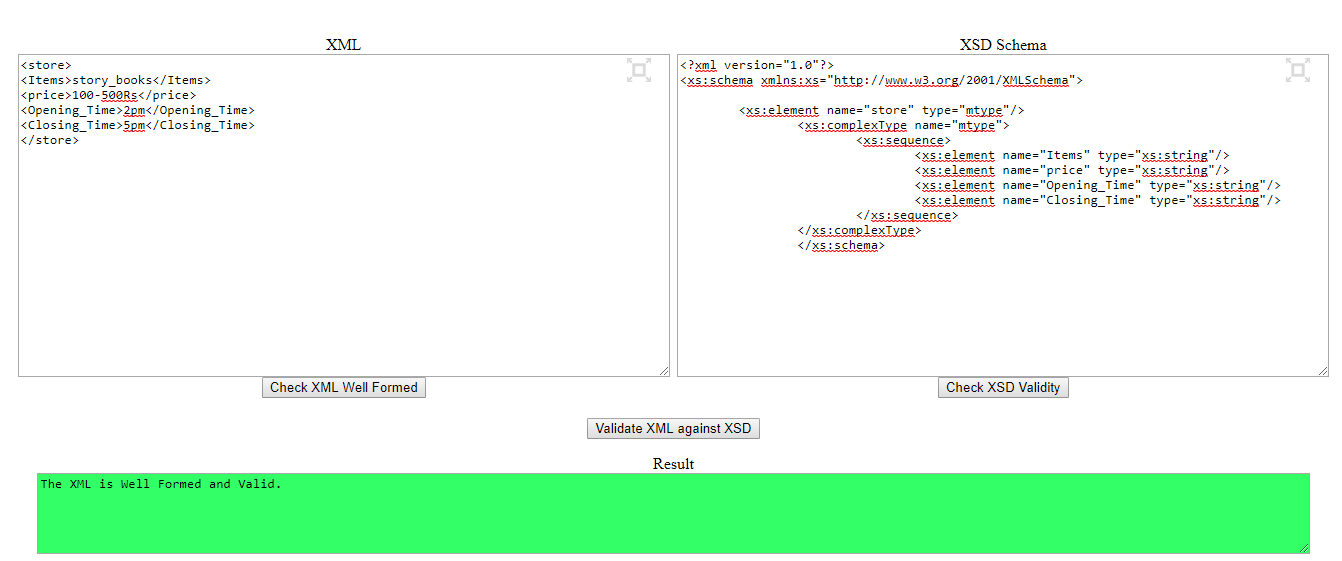 XML
<store>
<Items>story_books</Items>
<price>100-500Rs</price>
<Opening_Time>2pm</Opening_Time>
<Closing_Time>5pm</Closing_Time>
</store>
Check XML Well Formed
XSD Schema
<?xml version="1.0"?>
<xs:schema xmlns:xs="http://www.w3.org/2001/XMLSchema">
<xs:element name="store" type="mtype"/>
<xs:complexType name="mtype">
<xs:sequence>
<xs:element name="Items" type="xs:string"/>
<xs:element name="price" type="xs:string"/>
<xs:element name="Opening_Time" type="xs:string"/>
<xs:element name="Closing_Time" type="xs:string"/>
</xs:sequence>
</xs:complexType>
</xs:schema>
Check XSD Validity
Validate XML against XSD
Result
The XML is Well Formed and Valid.